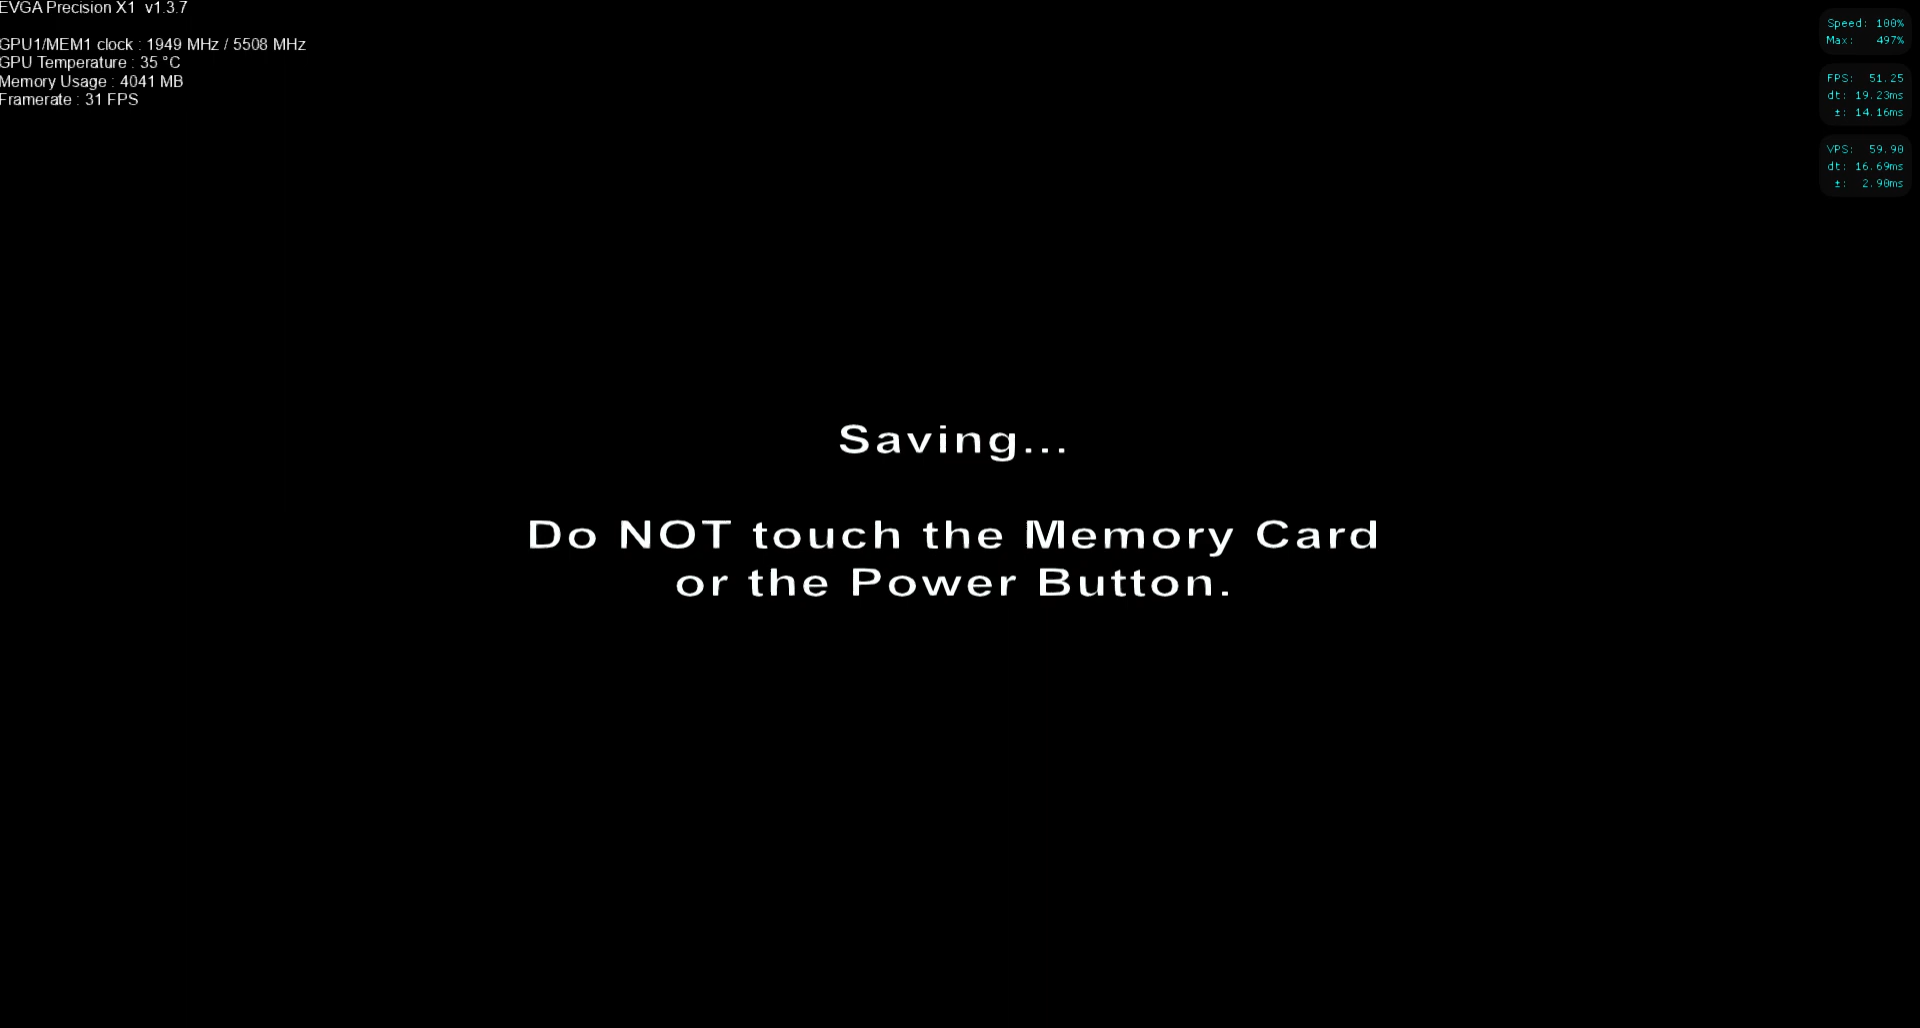 EVGA Precision X1 v1.3.7
GPU1/MEM1 clock : 1949 MHz / 5508 MHz
GPU Temperature : 35 °C
Memory Usage : 4041 MB
Framerate : 31 FPS
Speed: 100%
Max: 497%
FPS: 51.25
dt: 19.23ms
±: 14.16ms
VPS: 59.90
dt: 16.69ms
±: 2.90ms
Saving...
Do NOT touch the Memory Card
or the Power Button.